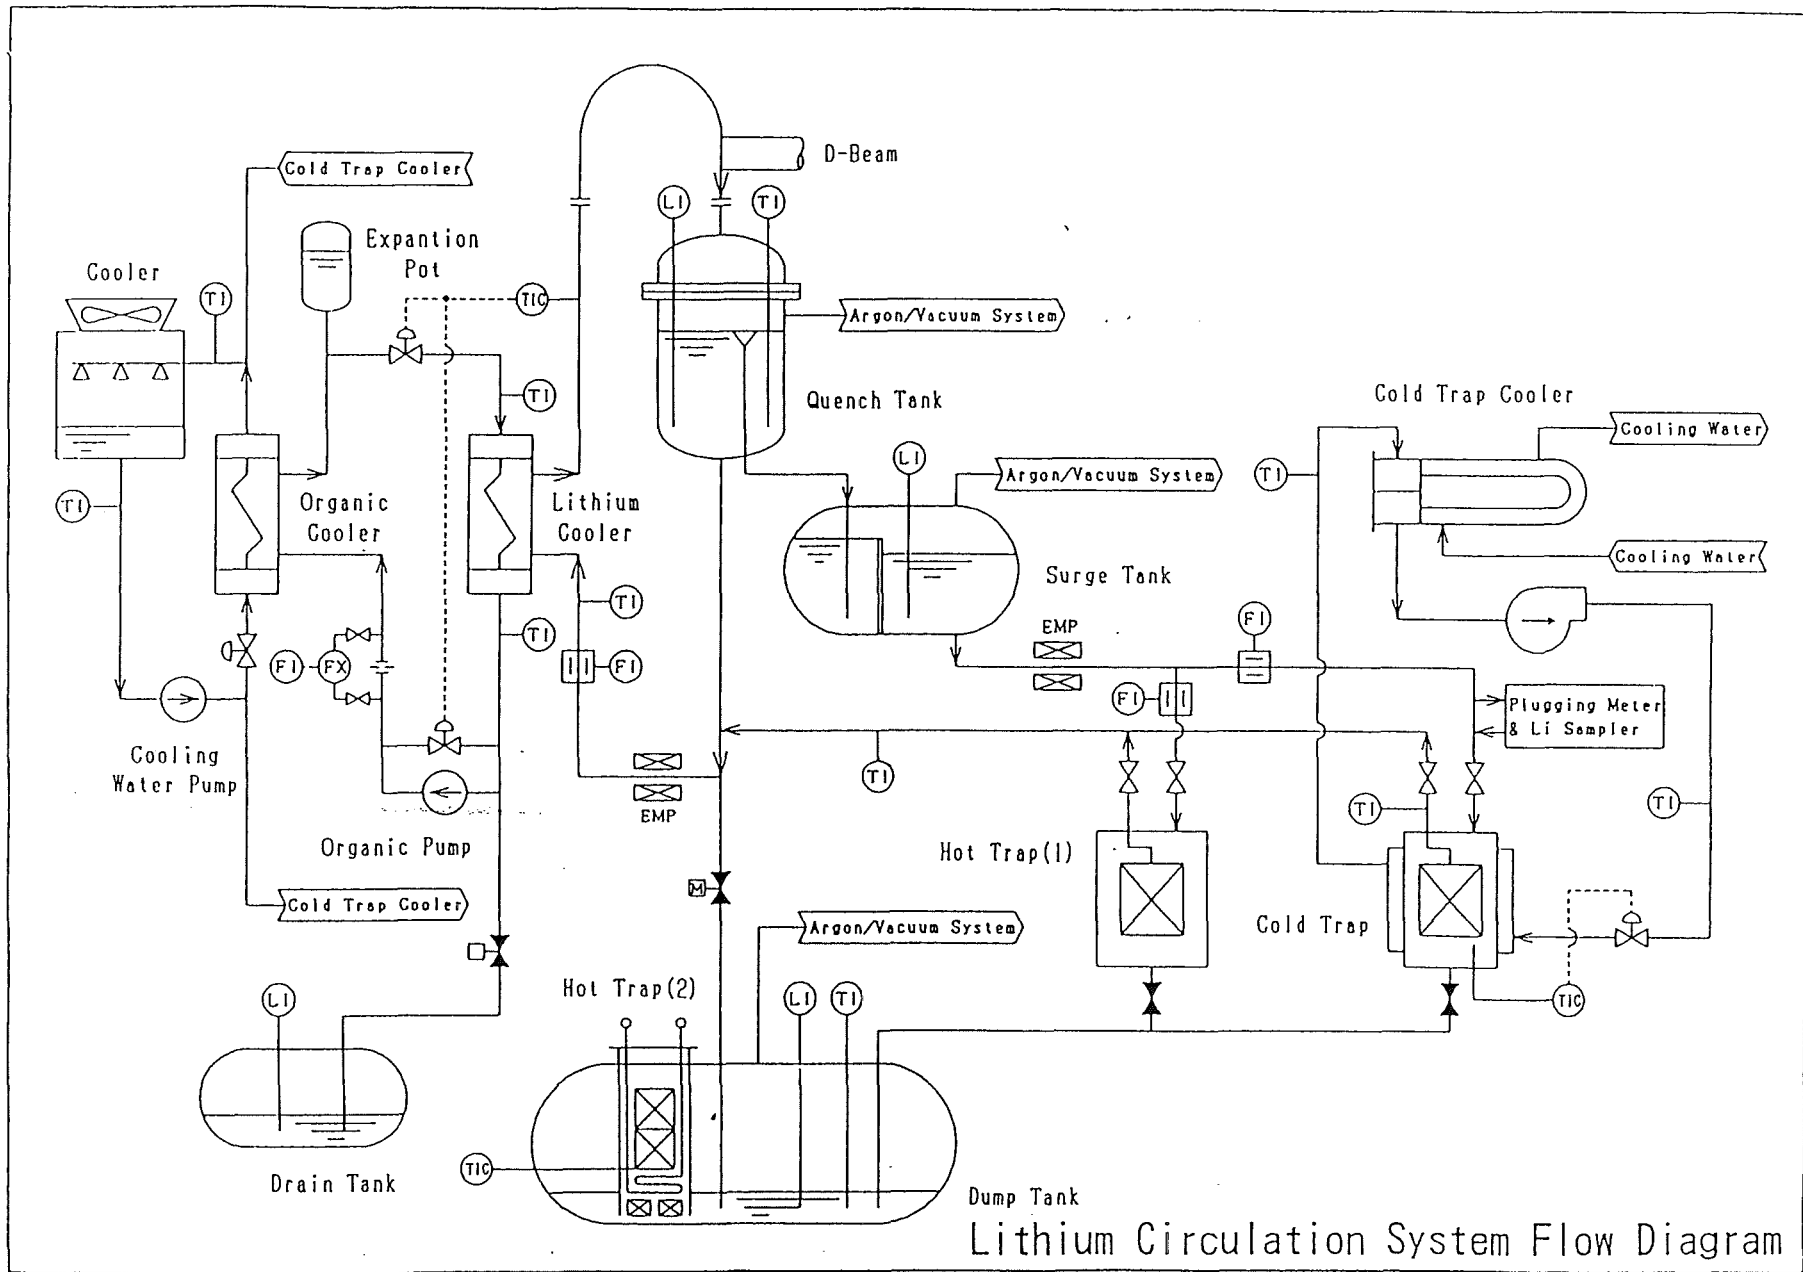 D-Beam
Cold Trap Cooler
LI
TI
Expantion
Pot
Cooler
TI
TIC
Argon/Vacuum System
TI
Quench Tank
Cold Trap Cooler
Cooling Water
LI
Argon/Vacuum System
TI
TI
Organic
Cooler
Lithium
Cooler
Cooling Water
Surge Tank
TI
FI
EMP
TI
FI
FX
FI
FI
Plugging Meter
& Li Sampler
Cooling
Water Pump
TI
EMP
TI
TI
Organic Pump
Hot Trap(1)
M
Cold Trap Cooler
Argon/Vacuum System
Cold Trap
Hot Trap(2)
LI
LI
TI
TIC
TIC
Drain Tank
Dump Tank
Lithium Circulation System Flow Diagram